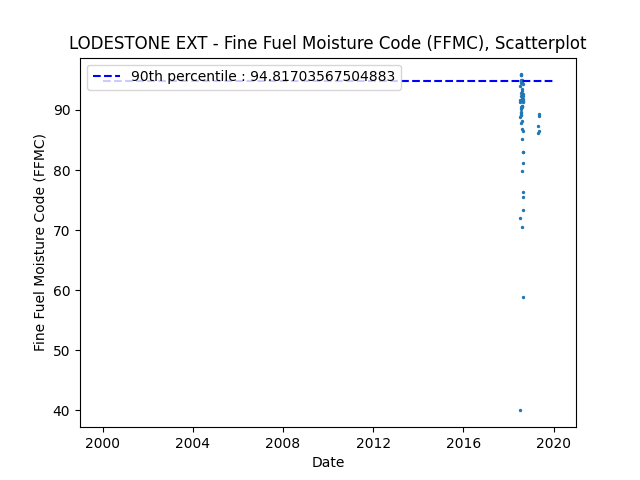 LODESTONE EXT - Fine Fuel Moisture Code (FFMC), Scatterplot
90th percentile : 94.81703567504883
Fine Fuel Moisture Code (FFMC)
90
80
70
60
50
40
2000 2004 2008 2012 2016 2020
Date